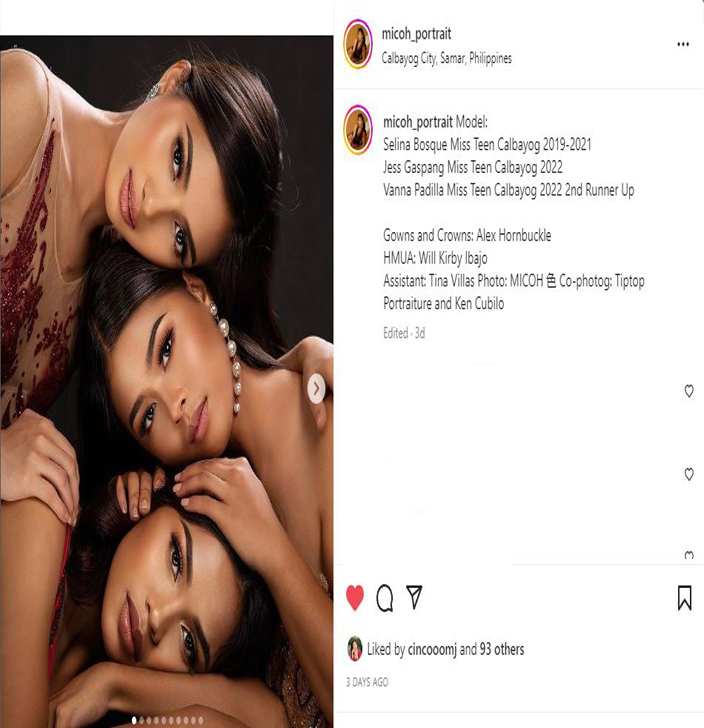 micoh_portrait
Calbayog City, Samar, Philippines
micoh_portrait Model:
Selina Bosque Miss Teen Calbayog 2019-2021
Jess Gaspang Miss Teen Calbayog 2022
Vanna Padilla Miss Teen Calbayog 2022 2nd Runner Up
Gowns and Crowns: Alex Hornbuckle
HMUA: Will Kirby Ibajo
Assistant: Tina Villas Photo: MICOH 色 Co-photog: Tiptop
Portraiture and Ken Cubilo
Edited · 3d
Liked by cincooomj and 93 others
3 DAYS AGO